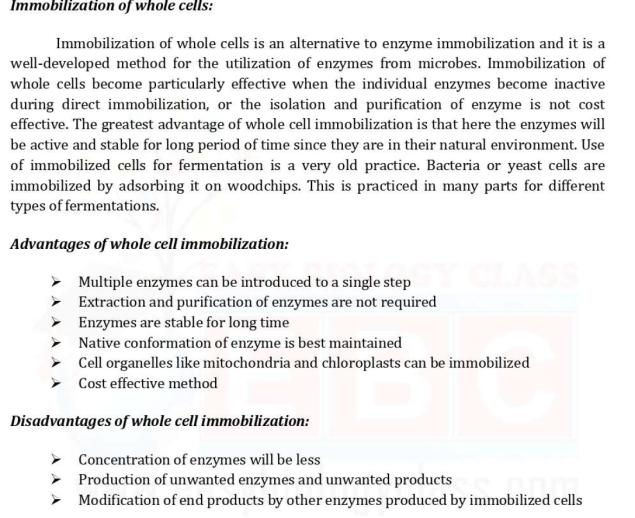 Immobilization of whole cells:
Immobilization of whole cells is an alternative to enzyme immobilization and it is a
well-developed method for the utilization of enzymes from microbes. Immobilization of
whole cells become particularly effective when the individual enzymes become inactive
during direct immobilization, or the isolation and purification of enzyme is not cost
effective. The greatest advantage of whole cell immobilization is that here the enzymes will
be active and stable for long period of time since they are in their natural environment. Use
of immobilized cells for fermentation is a very old practice. Bacteria or yeast cells are
immobilized by adsorbing it on woodchips. This is practiced in many parts for different
types of fermentations.
Advantages of whole cell immobilization:
➤ Multiple enzymes can be introduced to a single step
➤ Extraction and purification of enzymes are not required
➤ Enzymes are stable for long time
➤ Native conformation of enzyme is best maintained
➤ Cell organelles like mitochondria and chloroplasts can be immobilized
➤ Cost effective method
Disadvantages of whole cell immobilization:
➤ Concentration of enzymes will be less
➤ Production of unwanted enzymes and unwanted products
➤ Modification of end products by other enzymes produced by immobilized cells
EASY BIOLOGY CLASS
E B C